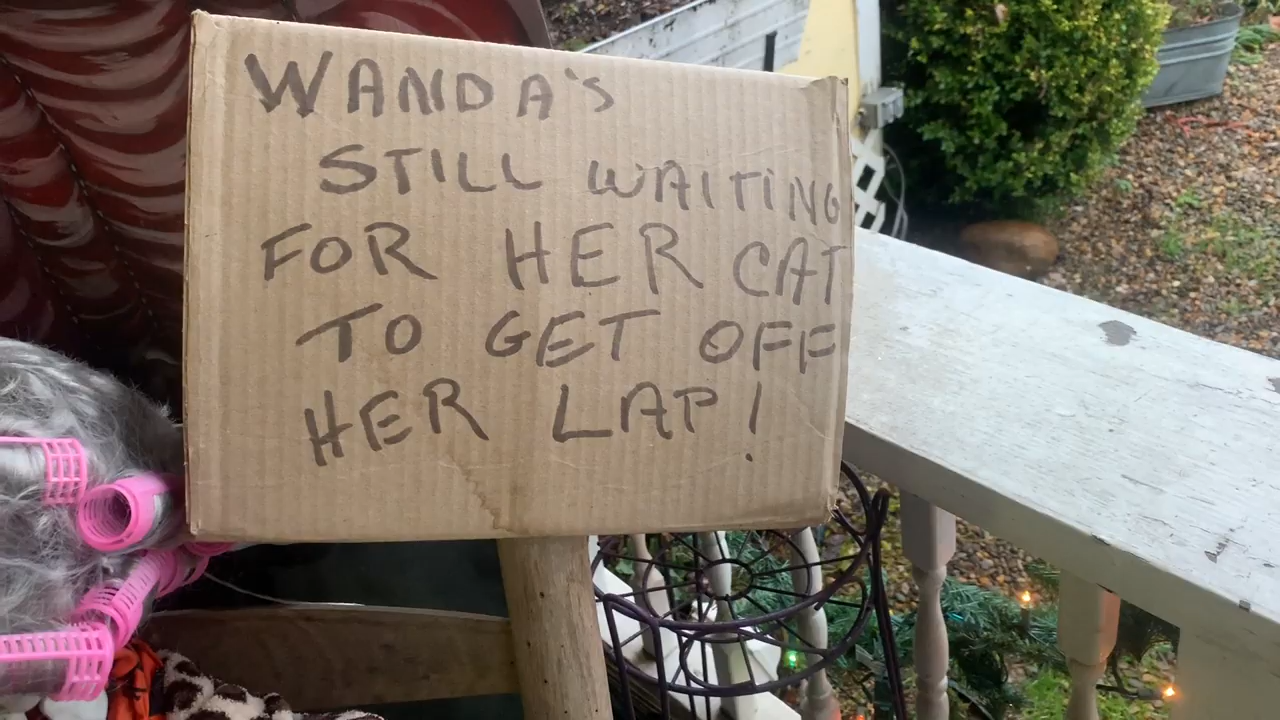 WANDA'S
STILL WAITING
FOR HER CAT
TO GET OFF
HER LAP!